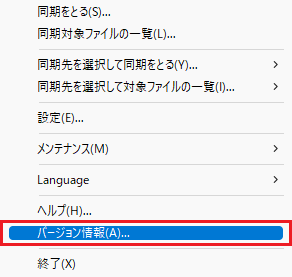 同期をとる(S)...
同期対象ファイルの一覧(L)...
同期先を選択して同期をとる(Y)...
同期先を選択して対象ファイルの一覧(I)...
設定(E)...
メンテナンス(M)
Language
ヘルプ(H)...
バージョン情報(A)...
終了(X)